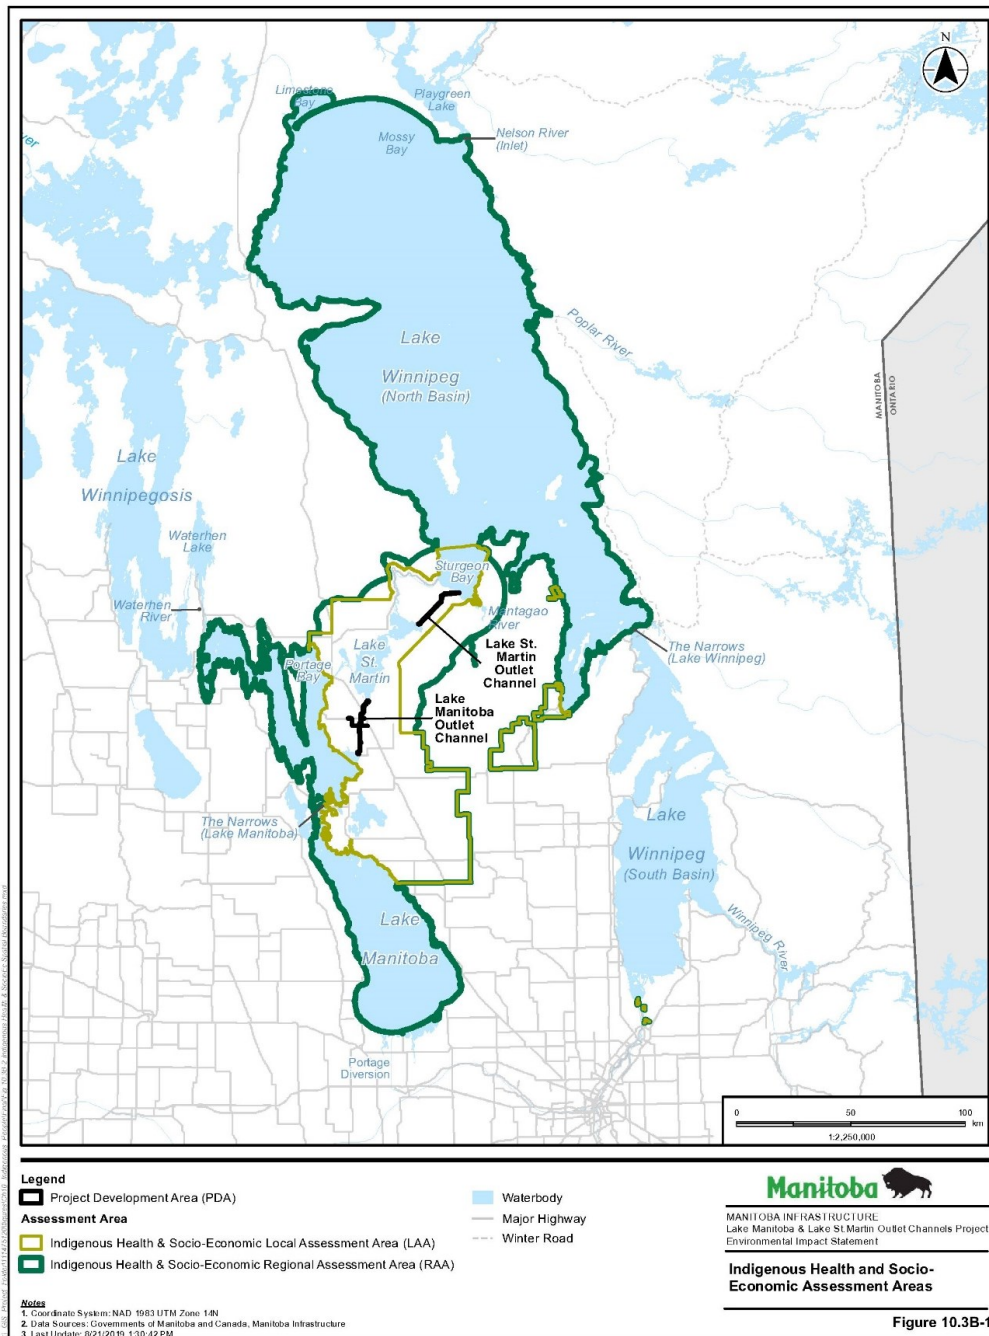 N
Limestone
Bay
Playgreen
Lake
Mossy
Bay
Nelson River
(Inlet)
Poplar River
Lake
Winnipeg
(North Basin)
MANITOBA
ONTARIO
Lake
Winnipegosis
Waterhen
Lake
Waterhen
River
Sturgeon
Bay
Mantagao
River
Lake
St.
Martin
Portage
Bay
Lake St.
Martin
Outlet
Channel
Lake
Manitoba
Outlet
Channel
The Narrows
(Lake Winnipeg)
The Narrows
(Lake Manitoba)
Lake
Winnipeg
(South Basin)
Winnipeg River
Lake
Manitoba
Portage
Diversion
0 50 100
km
1:2,250,000
Legend
Project Development Area (PDA)
Assessment Area
Indigenous Health & Socio-Economic Local Assessment Area (LAA)
Indigenous Health & Socio-Economic Regional Assessment Area (RAA)
Waterbody
Major Highway
Winter Road
Notes
1. Coordinate System: NAD 1983 UTM Zone 14N
2. Data Sources: Governments of Manitoba and Canada, Manitoba Infrastructure
3. Last Update: 8/21/2019 1:30:42 PM
Manitoba
MANITOBA INFRASTRUCTURE
Lake Manitoba & Lake St.Martin Outlet Channels Project
Environmental Impact Statement
Indigenous Health and Socio-
Economic Assessment Areas
Figure 10.3B-1